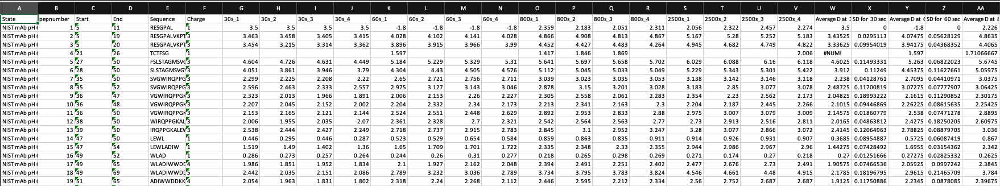 A B C D E F G H I J K L M N O P Q R S T U V W X Y Z AA
State pepnumber Start End Sequence Charge 30s_1 30s_2 30s_3 30s_4 60s_1 60s_2 60s_3 60s_4 800s_1 800s_2 800s_3 800s_4 2500s_1 2500s_2 2500s_3 2500s_4 Average D at 3 SD for 30 sec Average D at 6 SD for 60 sec Average D at 8
NIST mAb pH 6 1 5 11 RESGPAL 1 3.5 3.5 3.5 3.5 -1.8 -1.8 -1.8 -1.8 2.359 2.183 2.051 2.311 2.056 2.322 2.457 2.274 3.5 0 -1.8 0 2.226
NIST mAb pH 6 2 5 19 RESGPALVKPT 3 3.463 3.458 3.405 3.415 4.028 4.102 4.141 4.028 4.866 4.908 4.813 4.867 5.167 5.28 5.252 5.183 3.43525 0.0295113 4.07475 0.05628129 4.8635
NIST mAb pH 6 3 5 20 RESGPALVKPT 3 3.454 3.215 3.314 3.362 3.896 3.915 3.966 3.99 4.452 4.427 4.483 4.264 4.945 4.682 4.749 4.822 3.33625 0.09954019 3.94175 0.04368352 4.4065
NIST mAb pH 6 4 21 26 TCTFSG 1 1.597 1.417 1.846 1.869 2.006 #NUM! 1.597 1.71066667
NIST mAb pH 6 5 27 50 FSLSTAGMSVG 3 4.604 4.726 4.631 4.449 5.184 5.229 5.329 5.31 5.641 5.697 5.658 5.702 6.029 6.088 6.16 6.118 4.6025 0.11493331 5.263 0.06822023 5.6745
NIST mAb pH 6 6 28 50 SLSTAGMSVG 3 4.051 3.861 3.946 3.79 4.304 4.43 4.505 4.576 5.112 5.045 5.033 5.049 5.229 5.343 5.301 5.422 3.912 0.11249 4.45375 0.11627661 5.05975
NIST mAb pH 6 7 35 50 SVGWIRQPPG 3 2.299 2.225 2.208 2.22 2.65 2.721 2.756 2.711 3.039 3.023 3.035 3.053 3.138 3.142 3.146 3.118 2.238 0.04128761 2.7095 0.04410971 3.0375
NIST mAb pH 6 8 35 52 SVGWIRQPPG 3 2.596 2.463 2.333 2.557 2.975 3.127 3.143 3.046 2.878 3.15 3.201 3.028 3.183 2.85 3.077 3.078 2.48725 0.11700819 3.07275 0.07777907 3.06425
NIST mAb pH 6 9 36 47 VGWIRQPPGK 3 2.323 2.013 1.966 1.891 2.006 2.153 2.26 2.227 2.305 2.558 2.061 2.283 2.354 2.23 2.562 2.173 2.04825 0.18993222 2.1615 0.11290852 2.30175
NIST mAb pH 6 10 36 48 VGWIRQPPGK 3 2.207 2.045 2.152 2.002 2.204 2.332 2.34 2.173 2.213 2.341 2.163 2.3 2.204 2.187 2.445 2.266 2.1015 0.09446869 2.26225 0.08615635 2.25425
NIST mAb pH 6 11 36 50 VGWIRQPPGK 3 2.153 2.165 2.121 2.144 2.524 2.551 2.448 2.629 2.892 2.953 2.833 2.88 2.975 3.007 3.079 3.009 2.14575 0.01860779 2.538 0.07471278 2.8895
NIST mAb pH 6 12 38 50 WIRQPPGKAL 3 2.006 1.955 2.035 2.07 2.361 2.328 2.7 2.321 2.542 2.564 2.563 2.77 2.73 2.913 2.516 2.811 2.0165 0.04863812 2.4275 0.18250205 2.60975
NIST mAb pH 6 13 39 50 IRQPPGKALEW 3 2.538 2.444 2.427 2.249 2.718 2.737 2.915 2.783 2.845 3.1 2.952 3.247 3.28 3.077 2.866 3.072 2.4145 0.12064963 2.78825 0.08879705 3.036
NIST mAb pH 6 14 47 50 LEWL 1 0.446 0.295 0.446 0.287 0.523 0.529 0.654 0.584 0.859 0.863 0.835 0.911 0.914 0.926 0.931 0.907 0.3685 0.08954887 0.5725 0.06087419 0.867
NIST mAb pH 6 15 47 54 LEWLADIW 1 1.519 1.49 1.402 1.36 1.65 1.709 1.701 1.722 2.335 2.348 2.33 2.355 2.944 2.986 2.967 2.96 1.44275 0.07428492 1.6955 0.03154362 2.342
NIST mAb pH 6 16 49 52 WLAD 1 0.286 0.273 0.257 0.264 0.244 0.26 0.31 0.277 0.218 0.265 0.298 0.269 0.271 0.174 0.27 0.218 0.27 0.01251666 0.27275 0.02825332 0.2625
NIST mAb pH 6 17 49 65 WLADIWWDD 4 1.986 1.851 1.952 1.834 2.1 1.927 2.162 2.048 2.394 2.491 2.251 2.402 2.477 2.676 2.73 2.491 1.90575 0.07466536 2.05925 0.0997242 2.3845
NIST mAb pH 6 18 49 69 WLADIWWDD 5 2.442 2.035 2.151 2.086 2.789 3.232 3.036 2.789 3.734 3.795 3.783 3.824 4.546 4.661 4.48 4.915 2.1785 0.18196795 2.9615 0.21465709 3.784
NIST mAb pH 6 19 51 65 ADIWWDDKK 4 2.054 1.963 1.831 1.802 2.318 2.24 2.268 2.112 2.446 2.595 2.212 2.334 2.56 2.752 2.687 2.687 1.9125 0.11750886 2.2345 0.0878085 2.39675